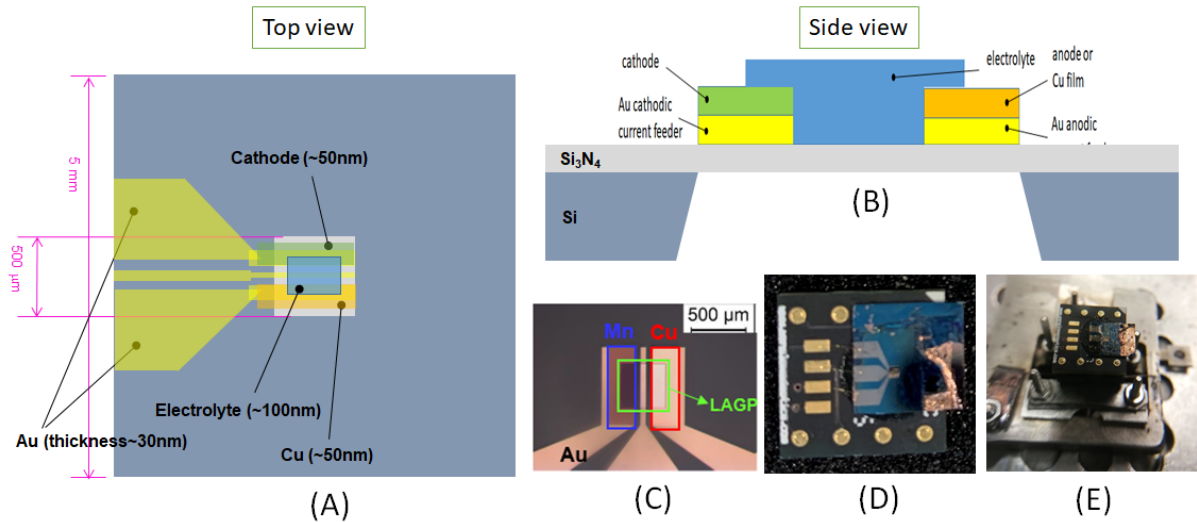 Top view
Side view
5 mm
500 µm
Cathode (~50nm)
Electrolyte (~100nm)
Au (thickness~30nm)
Cu (~50nm)
(A)
cathode
electrolyte
anode or
Cu film
Au cathodic
current feeder
Au anodic
Si3N4
Si
(B)
500 µm
Mn
Cu
LAGP
Au
(C)
(D)
(E)